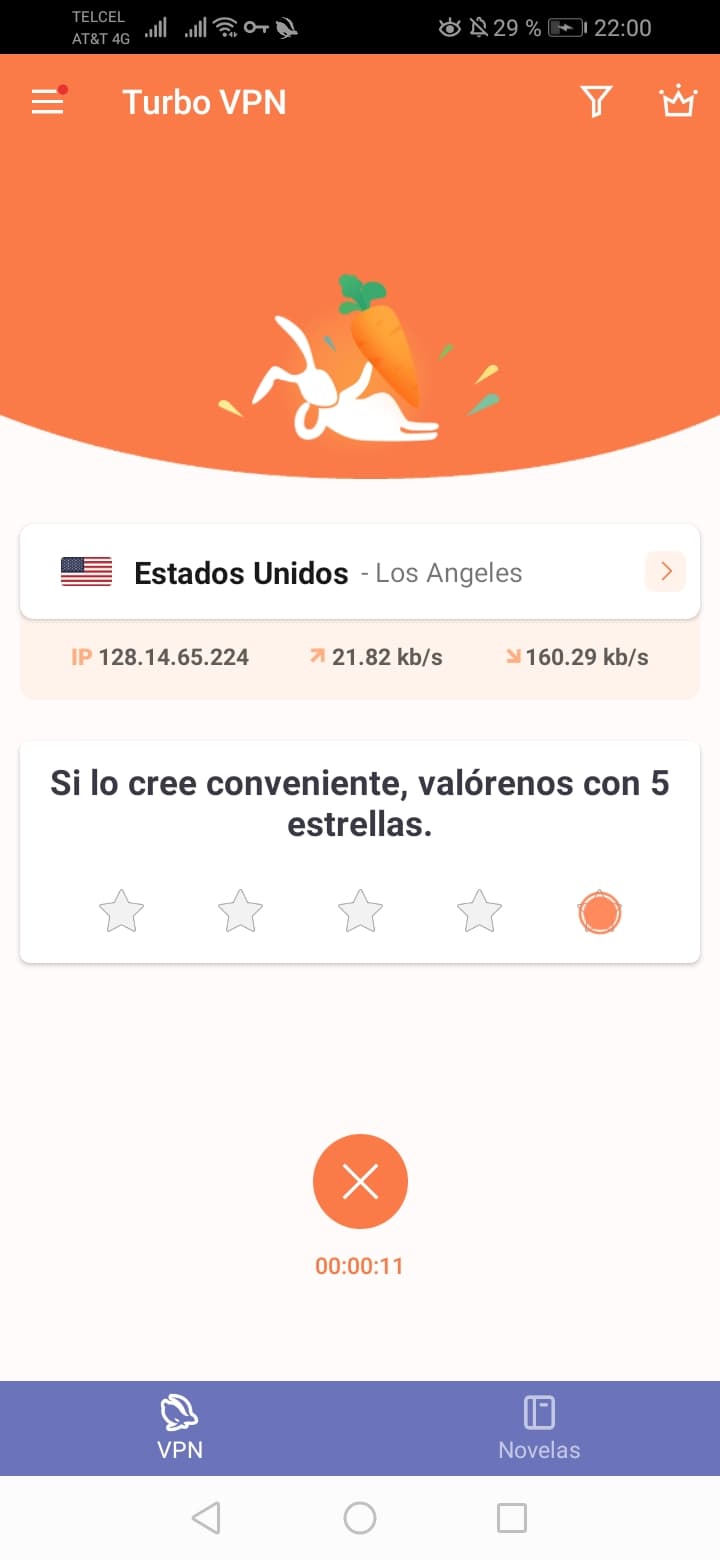 TELCEL
AT&T 4G
29 % 22:00
Turbo VPN
Estados Unidos - Los Angeles
IP 128.14.65.224 21.82 kb/s 160.29 kb/s
Si lo cree conveniente, valórenos con 5
estrellas.
00:00:11
VPN Novelas